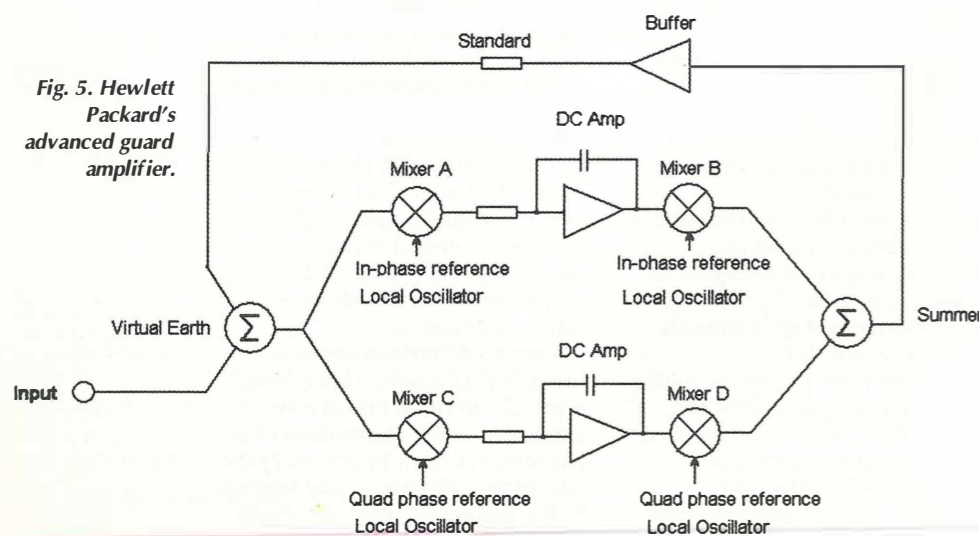 Buffer
Standard
Fig. 5. Hewlett
Packard's
advanced guard
amplifier.
DC Amp
Mixer A
Mixer B
In-phase reference
Local Oscillator
In-phase reference
Local Oscillator
Virtual Earth
Σ
Σ
Summer
Input
DC Amp
Mixer C
Mixer D
Quad phase reference
Local Oscillator
Quad phase reference
Local Oscillator